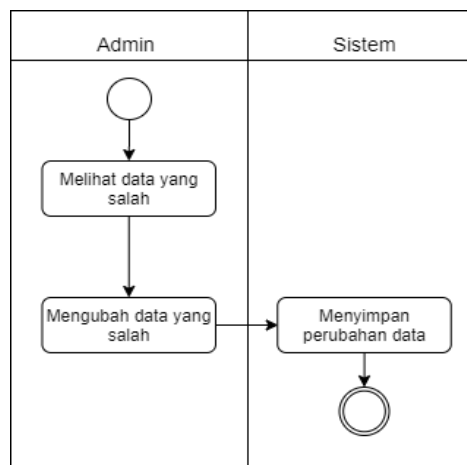 Admin
Sistem
Melihat data yang
salah
Mengubah data yang
salah
Menyimpan
perubahan data